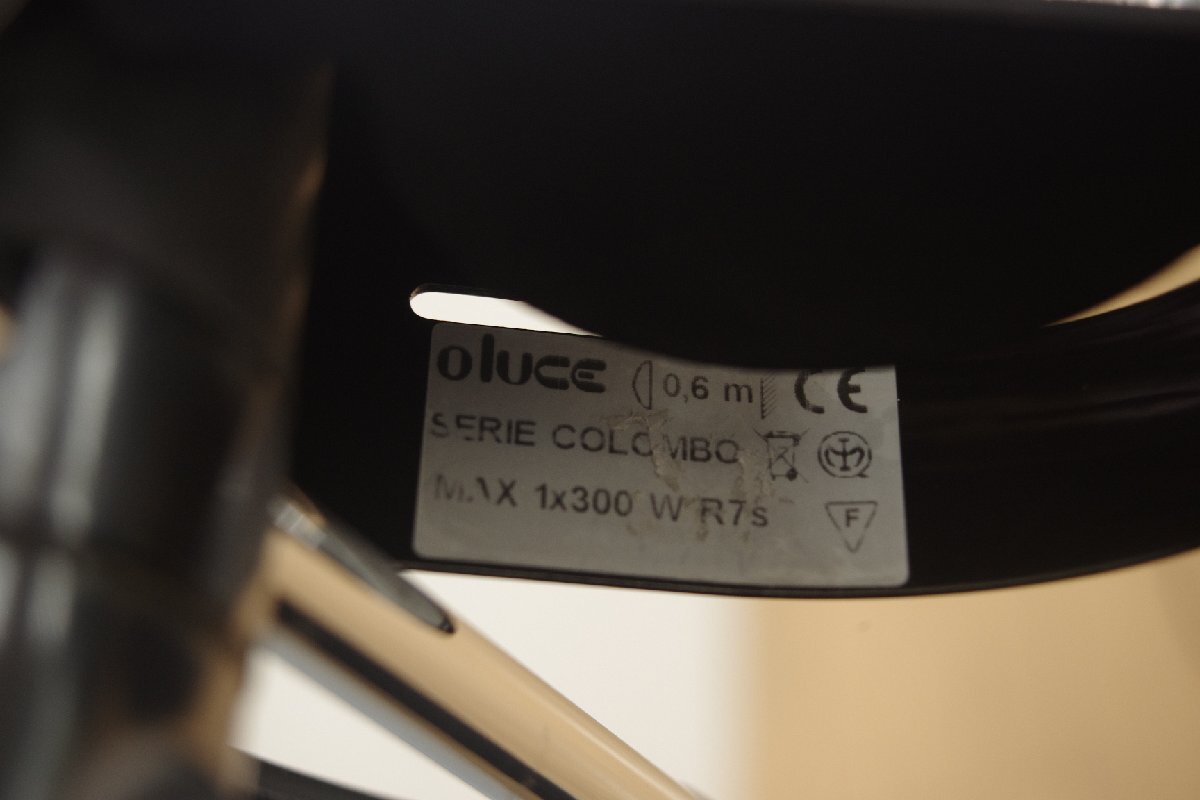 oluce 0,6 m CE
SERIE COLOMBO
MAX 1x300 W R7s F